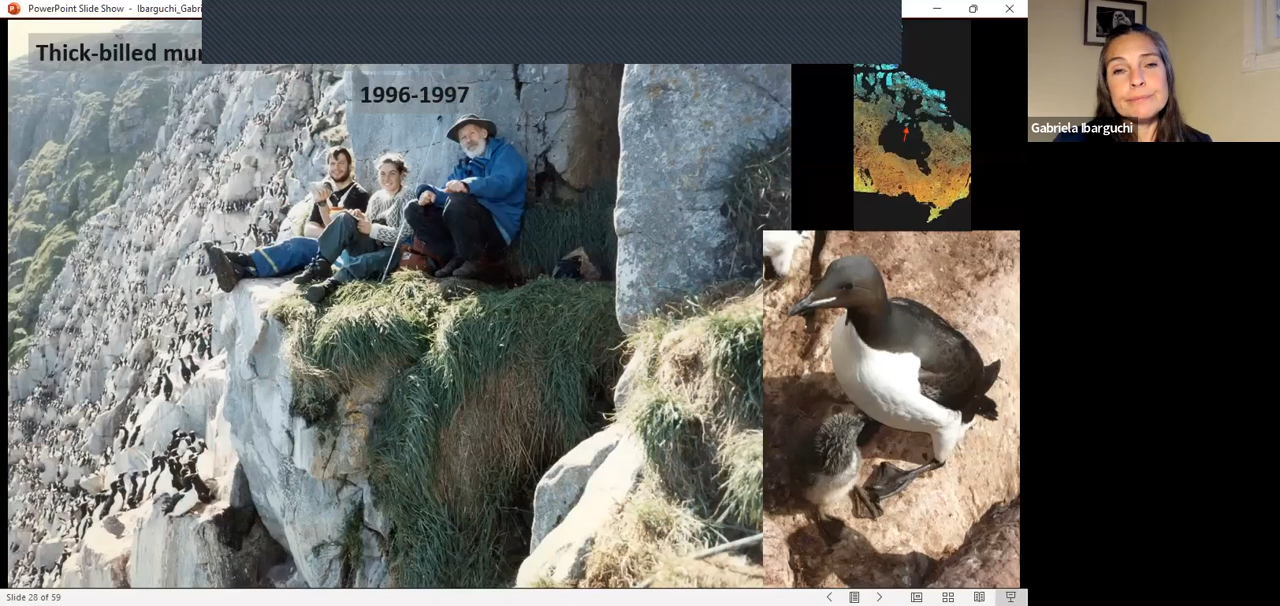 PowerPoint Slide Show - Ibarguchi_Gabri
Thick-billed mur
1996-1997
Gabriela Ibarguchi
Slide 28 of 59